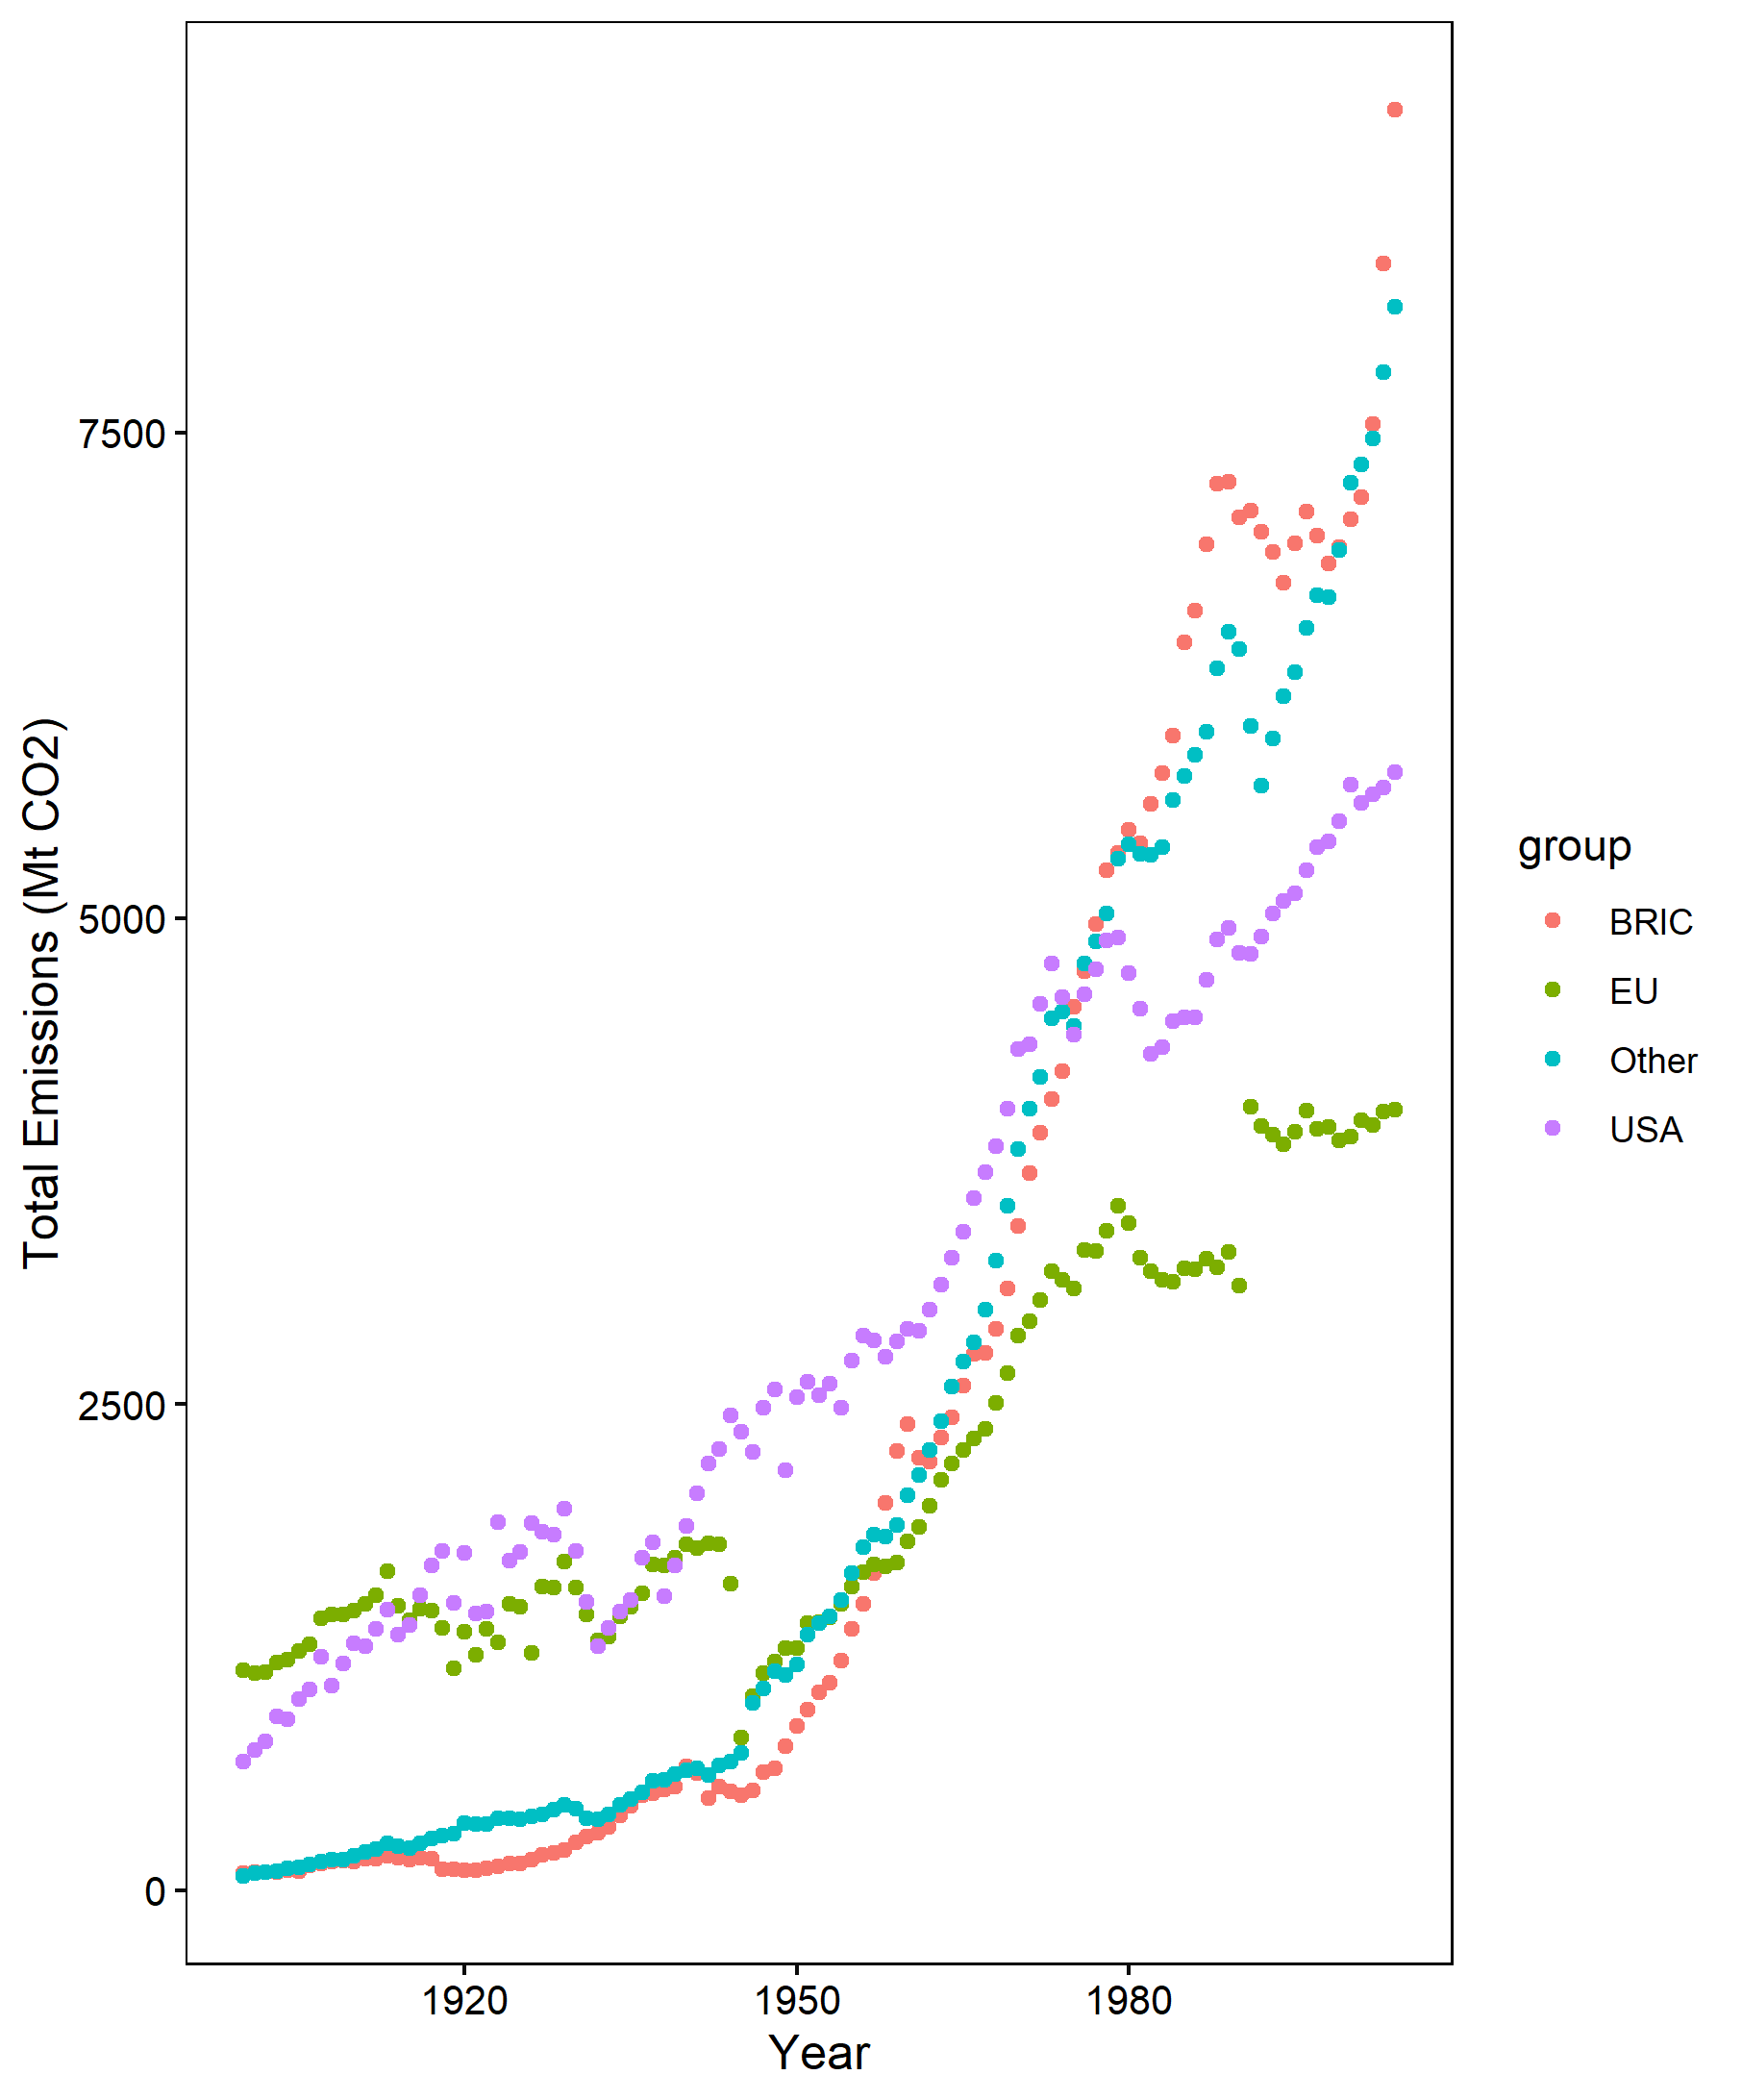 7500
5000
2500
0
1920 1950 1980
Year
Total Emissions (Mt CO2)
group
BRIC
EU
Other
USA